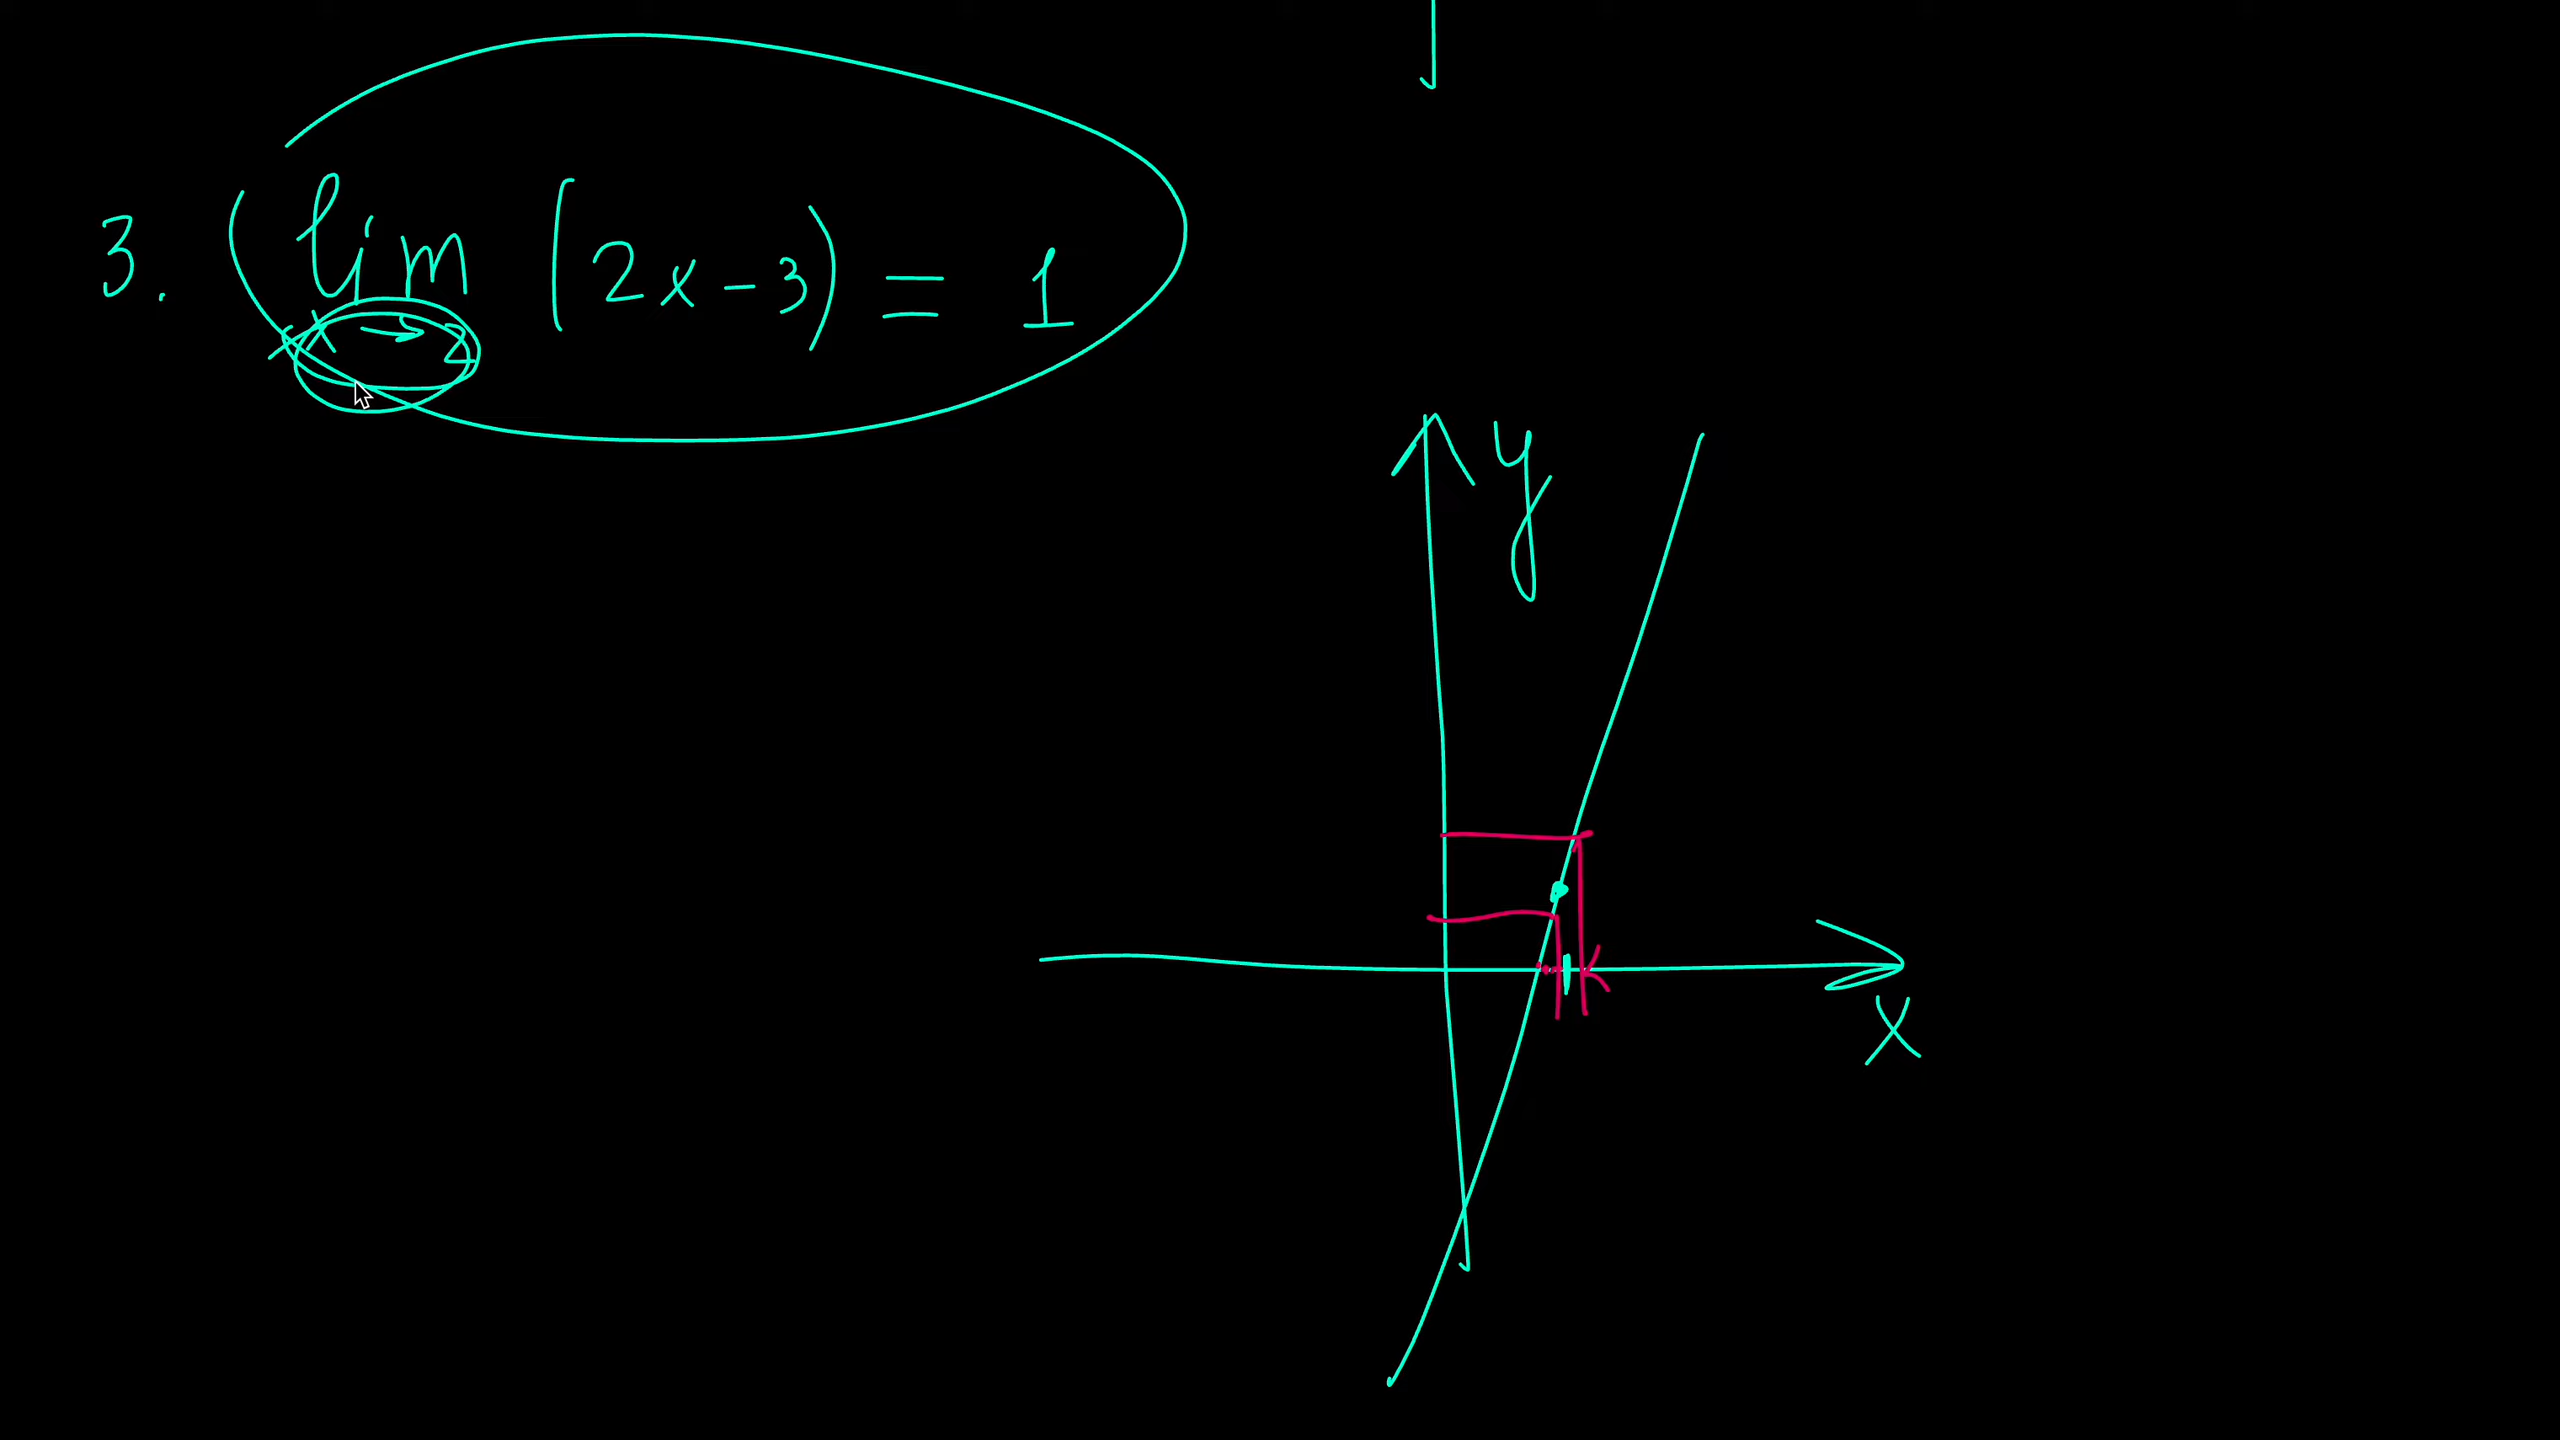 3. lim (2x-3) = 1
x → 2
y
x